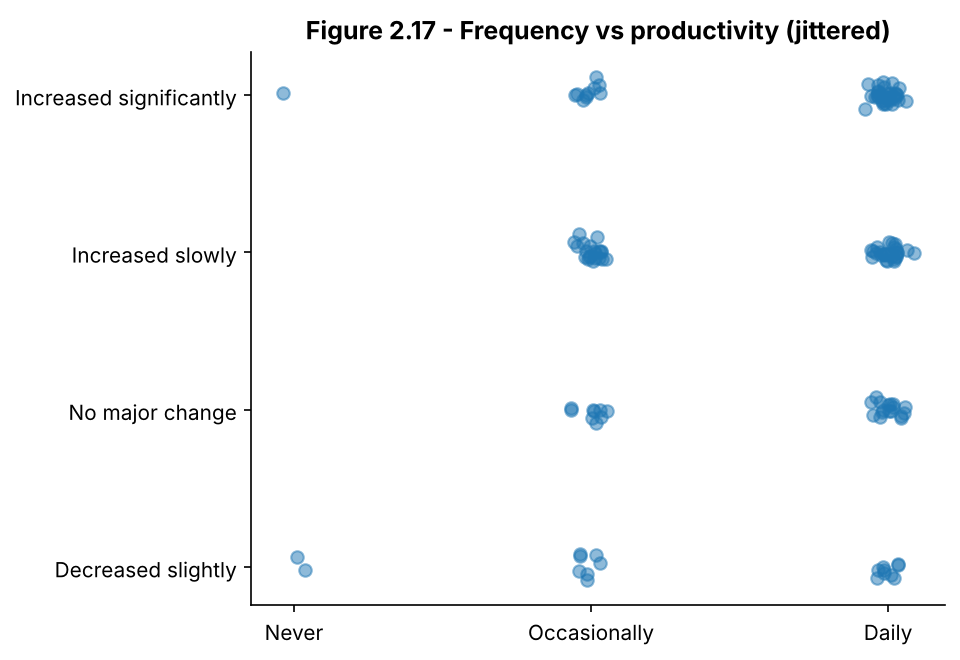 Figure 2.17 - Frequency vs productivity (jittered)
Increased significantly
Increased slowly
No major change
Decreased slightly
Never
Occasionally
Daily